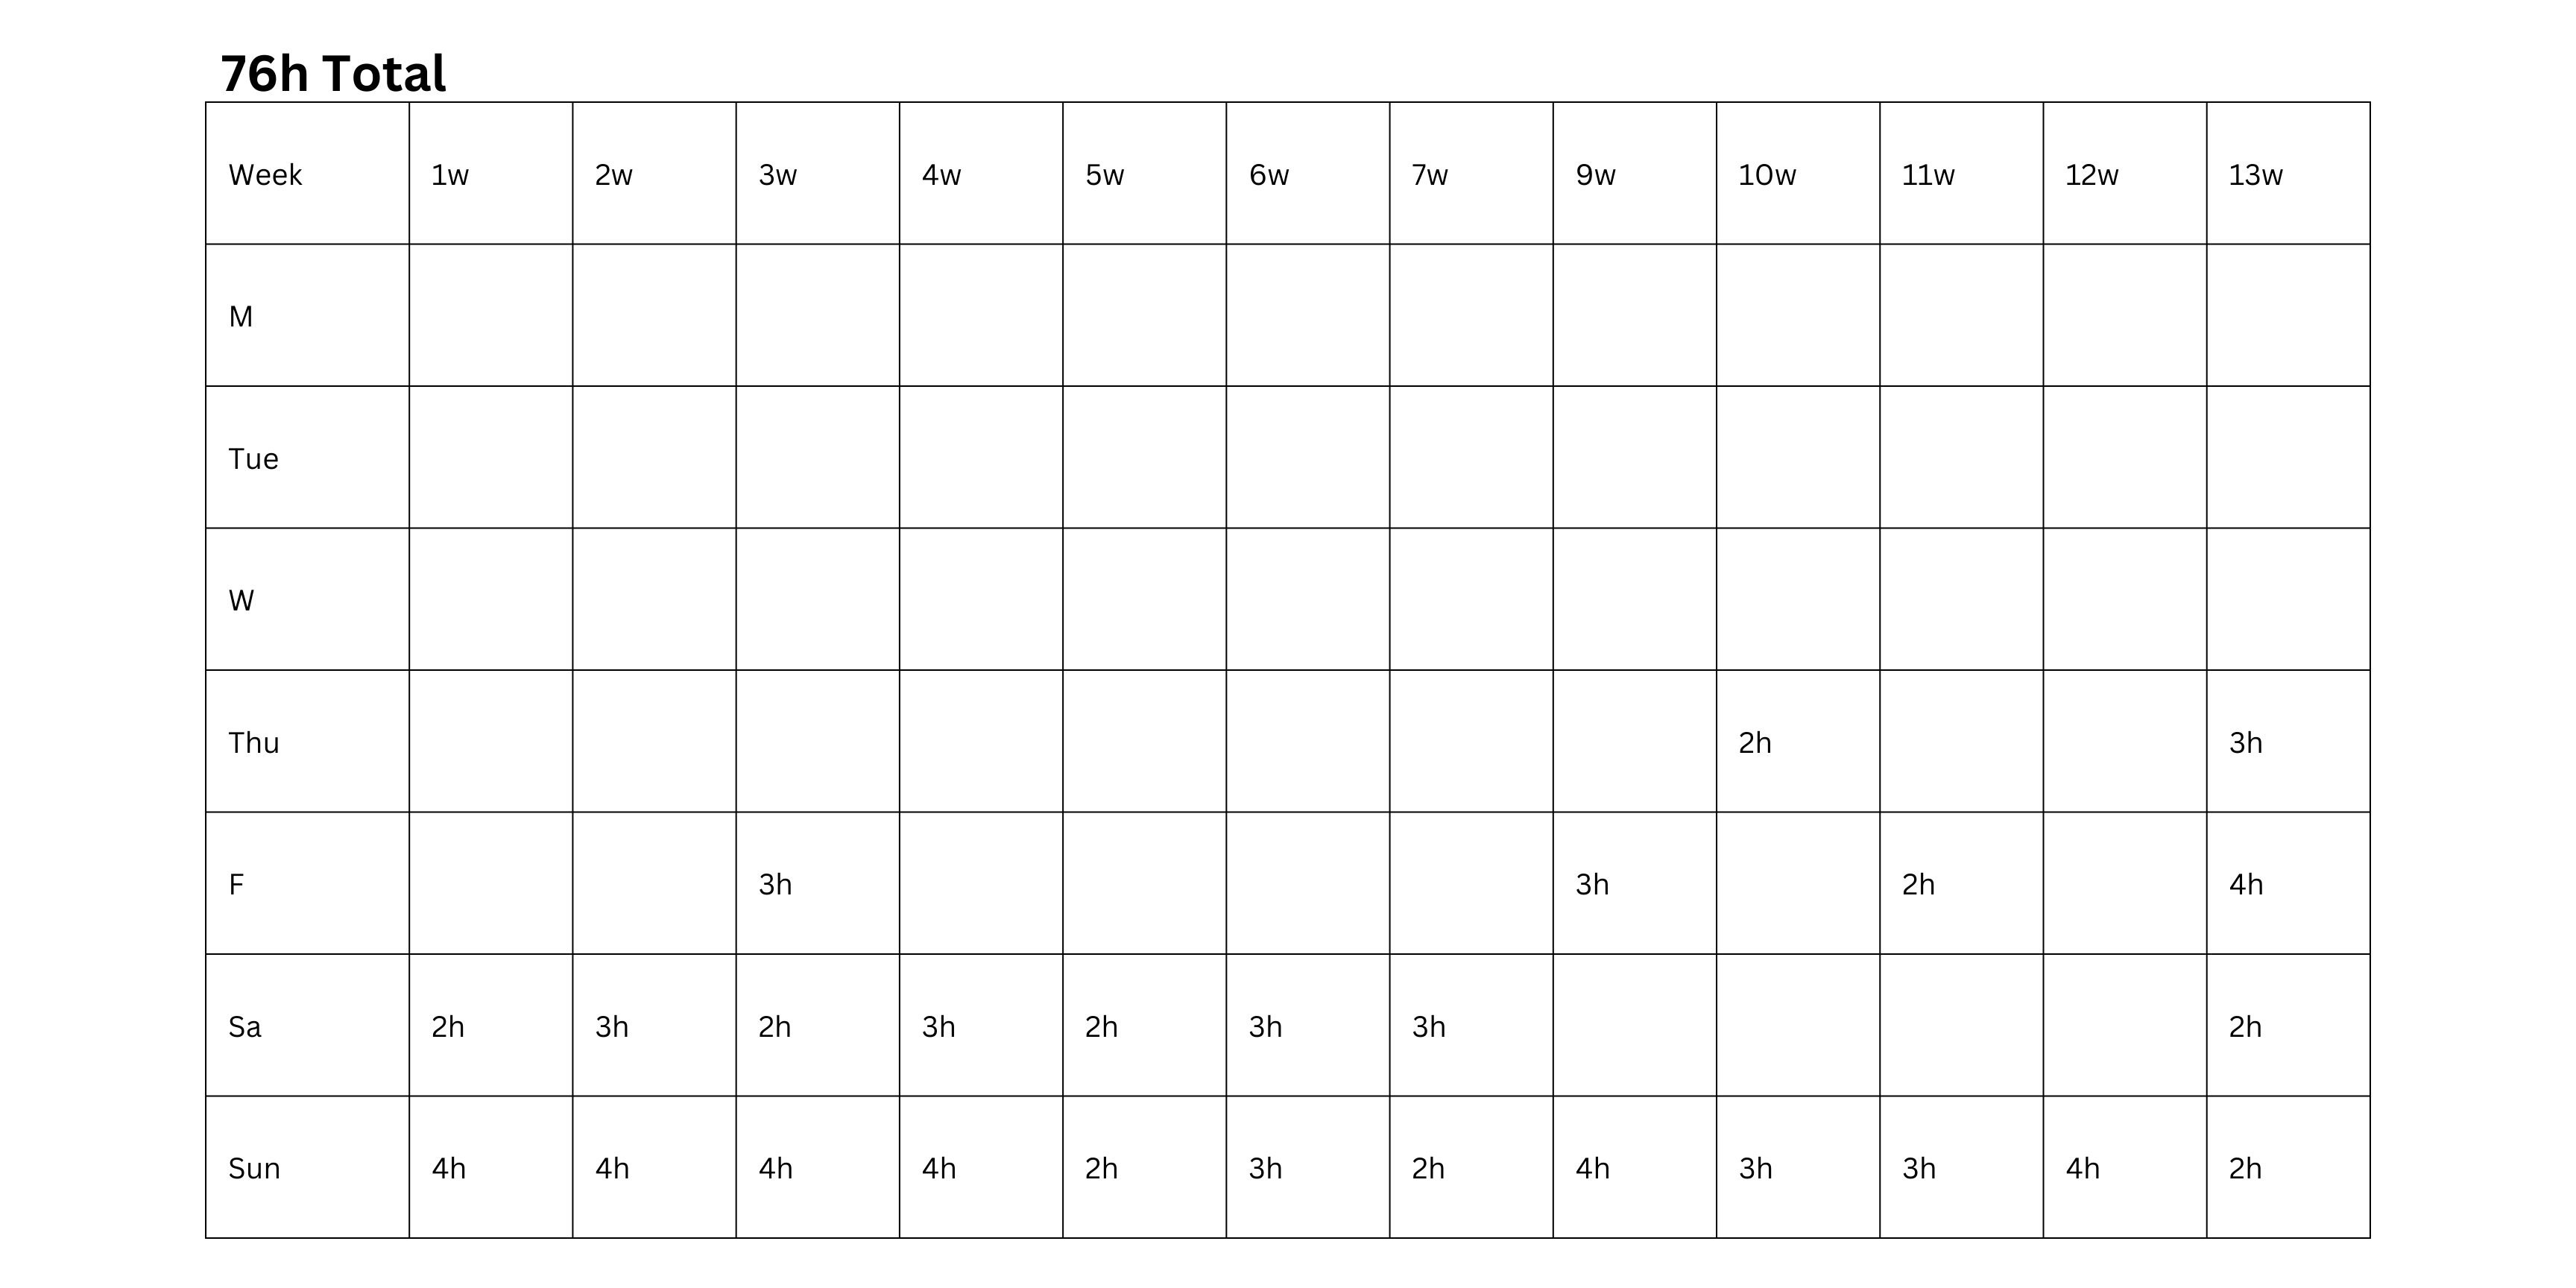 76h Total
Week 1w 2w 3w 4w 5w 6w 7w 9w 10w 11w 12w 13w
M
Tue
W
Thu 2h 3h
F 3h 3h 2h 4h
Sa 2h 3h 2h 3h 2h 3h 3h 2h
Sun 4h 4h 4h 4h 2h 3h 2h 4h 3h 3h 4h 2h